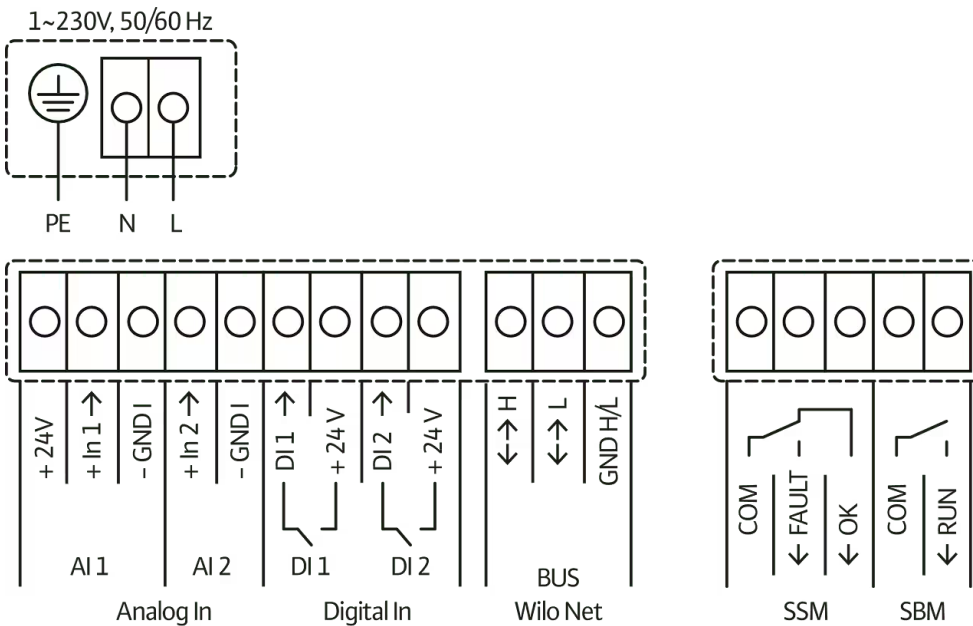 1~230V, 50/60 Hz
PE N L
+ 24V
+ In 1 →
- GND I
+ In 2 →
- GND I
DI 1 →
+ 24 V
DI 2 →
+ 24 V
↔ H
↔ L
GND H/L
COM
← FAULT
← OK
COM
← RUN
AI 1 AI 2 DI 1 DI 2 BUS
Analog In Digital In Wilo Net SSM SBM